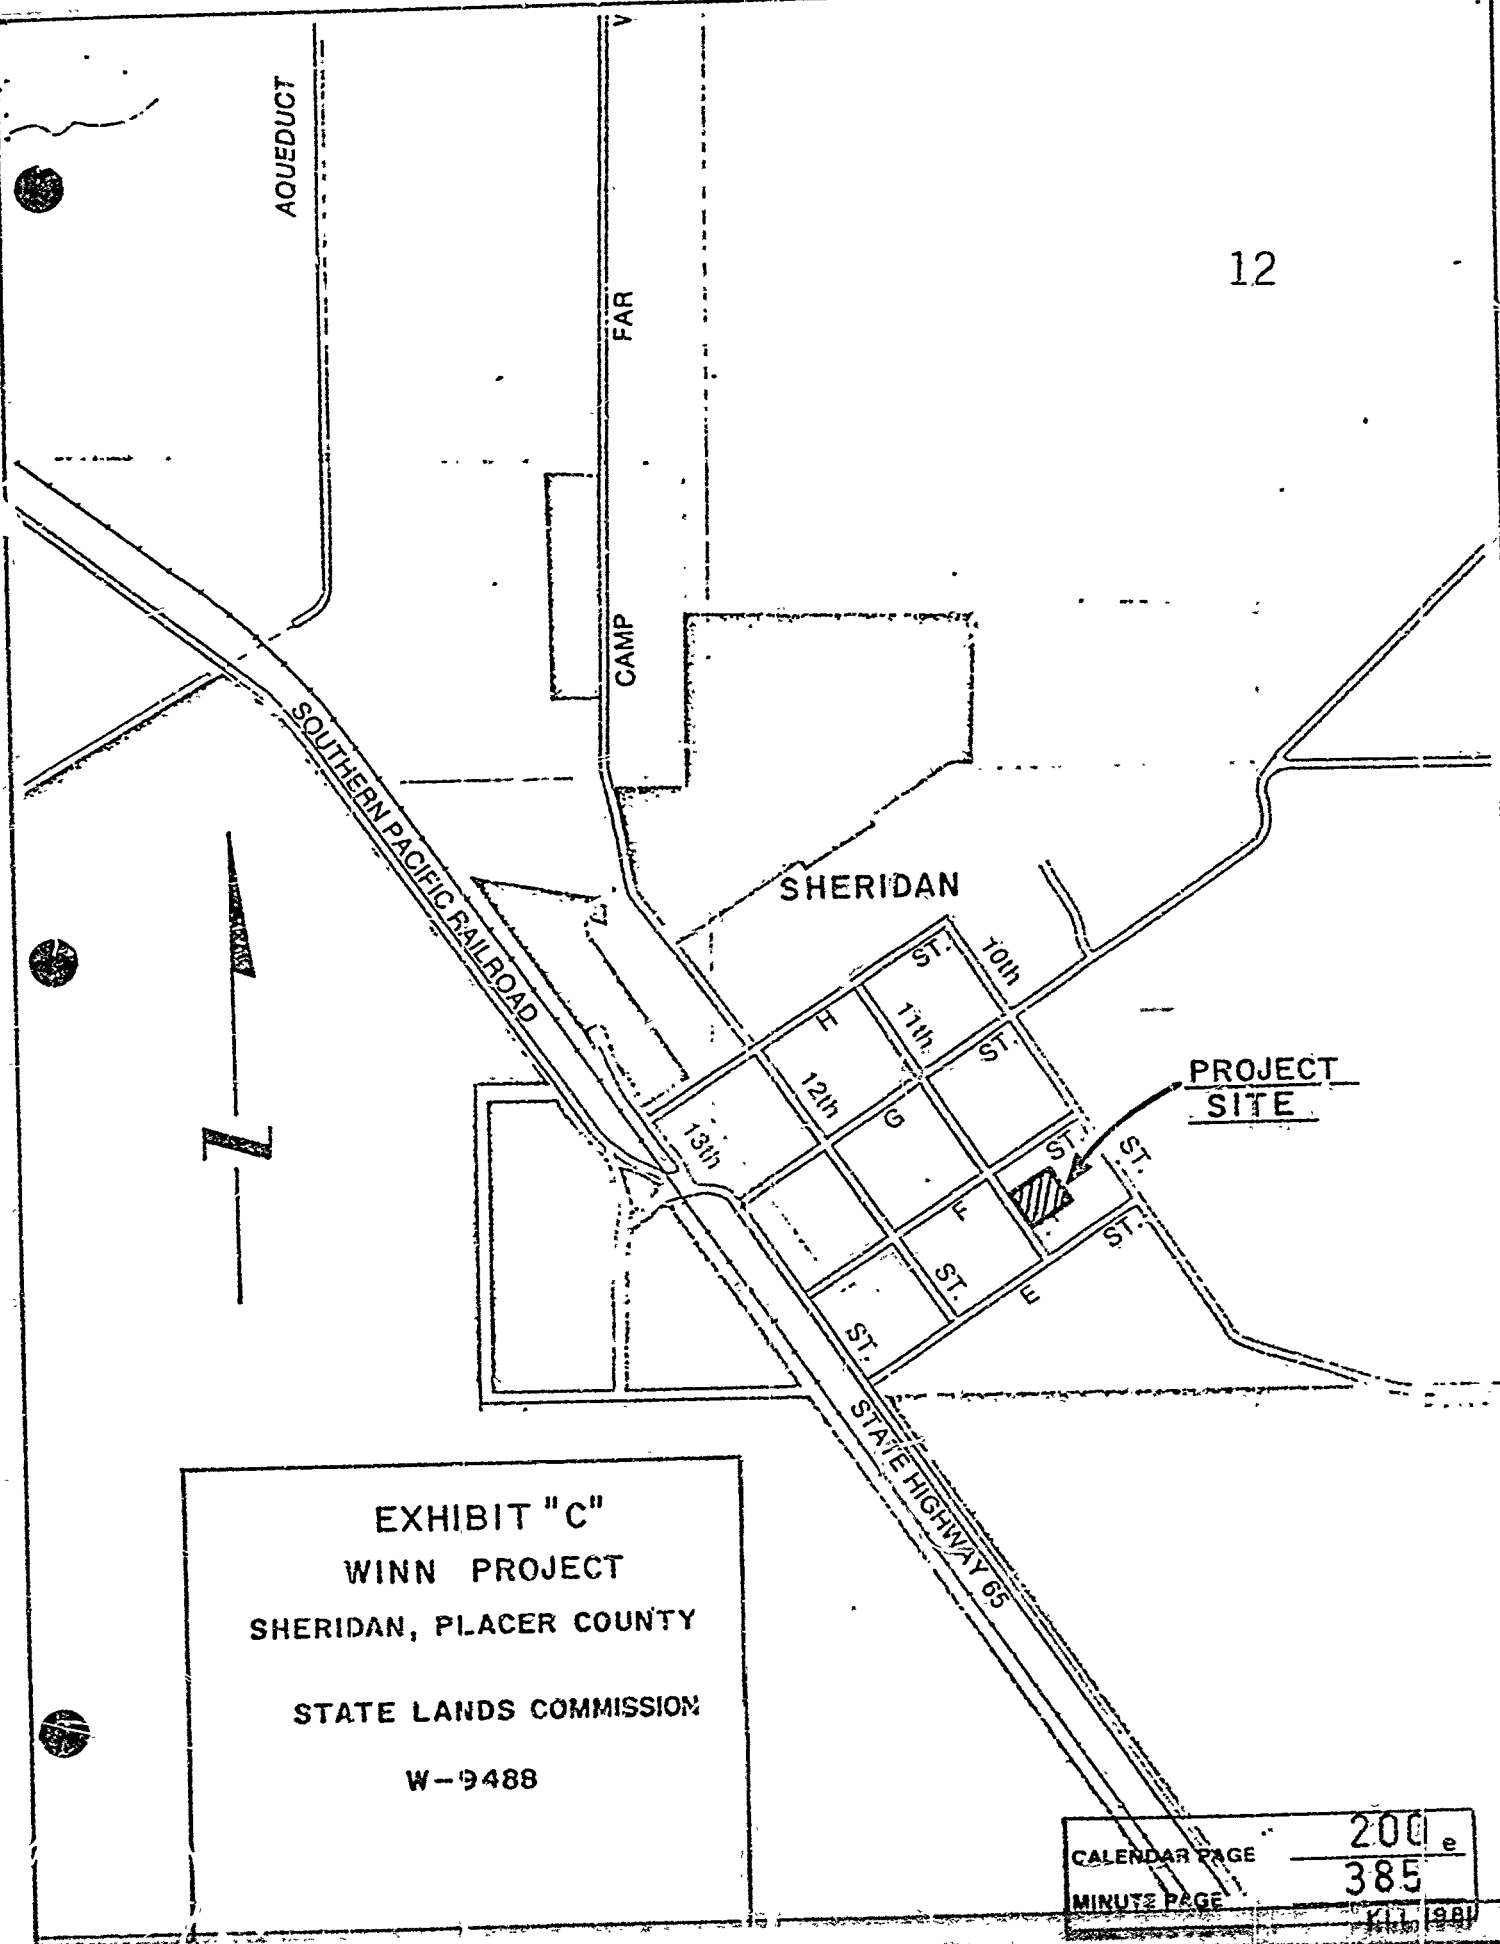 V
AQUEDUCT
12
FAR
CAMP
SOUTHERN PACIFIC RAILROAD
SHERIDAN
ST.
10th
H
11th
ST.
12th
G
13th
PROJECT
SITE
ST.
ST.
F
ST.
ST.
E
ST.
STATE HIGHWAY 65
EXHIBIT "C"
WINN PROJECT
SHERIDAN, PLACER COUNTY
STATE LANDS COMMISSION
W-9488
CALENDAR PAGE 200 e
MINUTE PAGE 385
1981